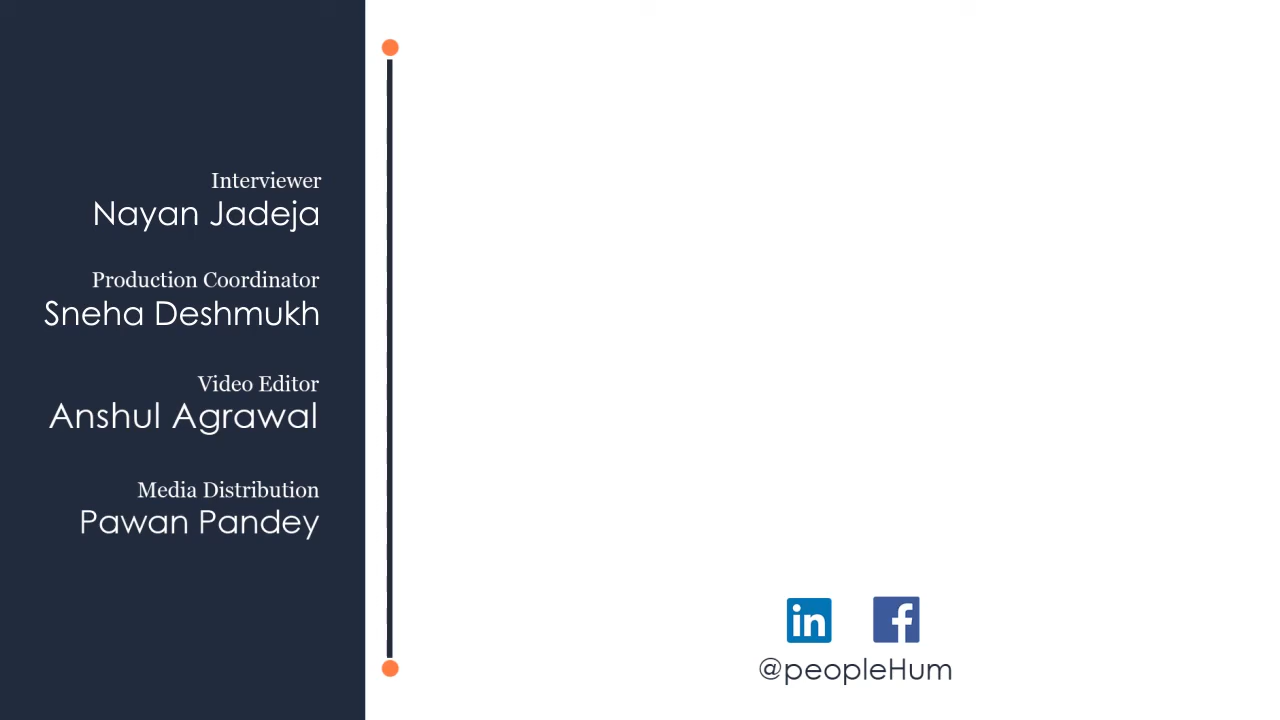 Interviewer
Nayan Jadeja
Production Coordinator
Sneha Deshmukh
Video Editor
Anshul Agrawal
Media Distribution
Pawan Pandey
in f
@peopleHum